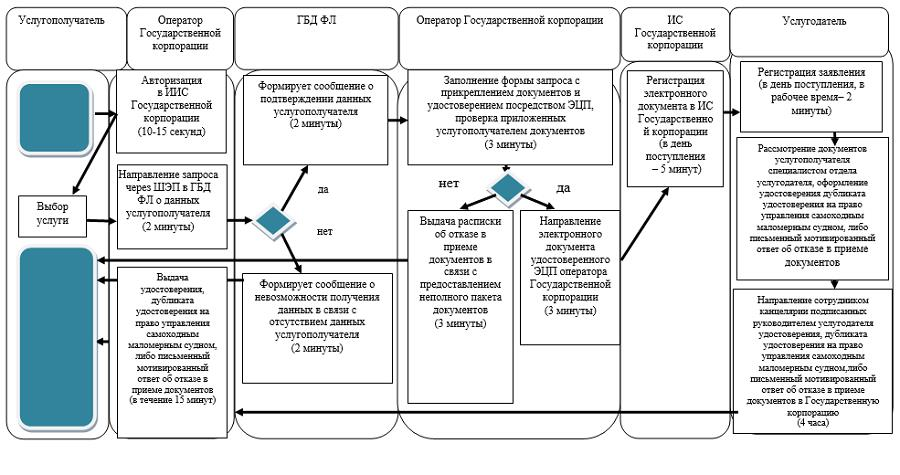 Услугополучатель
Оператор
Государственной
корпорации
ГБД ФЛ
Оператор Государственной корпорации
ИС
Государственной
корпорации
Услугодатель
Авторизация
в ИИС
Государственной
корпорации
(10-15 секунд)
Выбор
услуги
Направление запроса
через ШЭП в ГБД
ФЛ о данных
услугополучателя
(2 минуты)
Формирует сообщение о
подтверждении данных
услугополучателя
(2 минуты)
да
нет
Формирует сообщение о
невозможности получения
данных в связи с
отсутствием данных
услугополучателя
(2 минуты)
Заполнение формы запроса с
прикреплением документов и
удостоверением посредством ЭЦП,
проверка приложенных
услугополучателем документов
(3 минуты)
нет
да
Выдача расписки
об отказе в
приеме
документов в
связи с
предоставлением
неполного пакета
документов
(3 минуты)
Направление
электронного
документа
удостоверенного
ЭЦП оператора
Государственной
корпорации
(3 минуты)
Регистрация
электронного
документа в ИС
Государственно
й корпорации
(в день
поступления
– 5 минут)
Регистрация заявления
(в день поступления, в
рабочее время– 2
минуты)
Рассмотрение документов
услугополучателя
специалистом отдела
услугодателя, оформление
удостоверения дубликата
удостоверения на право
управления самоходным
маломерным судном, либо
письменный мотивированный
ответ об отказе в приеме
документов
Направление сотрудником
канцелярии подписанных
руководителем услугодателя
удостоверения, дубликата
удостоверения на право
управления самоходным
маломерным судном,либо
письменный мотивированный
ответ об отказе в приеме
документов в Государственную
корпорацию
(4 часа)
Выдача
удостоверения,
дубликата
удостоверения на
право управления
самоходным
маломерным судном,
либо письменный
мотивированный
ответ об отказе в
приеме документов
(в течение 15 минут)